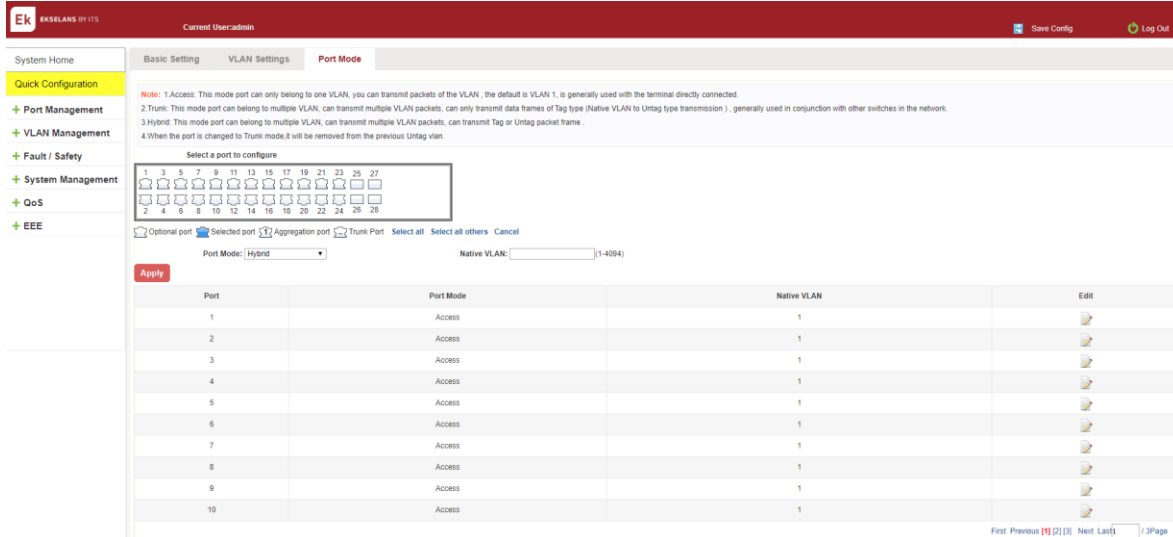 Ek EKSELANS BY ITS
Current User:admin
Save Config
Log Out
System Home
Quick Configuration
+ Port Management
+ VLAN Management
+ Fault / Safety
+ System Management
+ QoS
+ EEE
Basic Setting VLAN Settings Port Mode
Note: 1.Access: This mode port can only belong to one VLAN, you can transmit packets of the VLAN , the default is VLAN 1, is generally used with the terminal directly connected.
2.Trunk: This mode port can belong to multiple VLAN, can transmit multiple VLAN packets, can only transmit data frames of Tag type (Native VLAN to Untag type transmission ) , generally used in conjunction with other switches in the network.
3.Hybrid: This mode port can belong to multiple VLAN, can transmit multiple VLAN packets, can transmit Tag or Untag packet frame .
4.When the port is changed to Trunk mode,it will be removed from the previous Untag vlan.
Select a port to configure
1 3 5 7 9 11 13 15 17 19 21 23 25 27
2 4 6 8 10 12 14 16 18 20 22 24 26 28
Optional port Selected port Aggregation port Trunk Port Select all Select all others Cancel
Port Mode: Hybrid Native VLAN: (1-4094)
Apply
Port Port Mode Native VLAN Edit
1 Access 1
2 Access 1
3 Access 1
4 Access 1
5 Access 1
6 Access 1
7 Access 1
8 Access 1
9 Access 1
10 Access 1
First Previous [1] [2] [3] Next Last 1 / 3Page